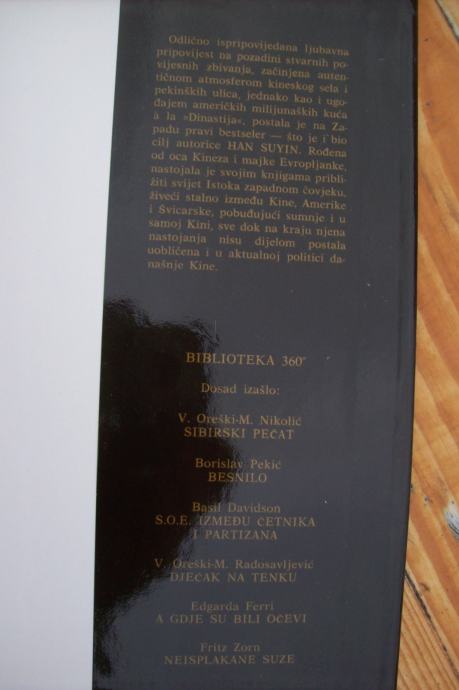 Odlično ispripovijedana ljubavna
pripovijest na pozadini stvarnih po-
vijesnih zbivanja, začinjena auten-
tičnom atmosferom kineskog sela i
pekinških ulica, jednako kao i ugo-
đajem američkih milijunaških kuća
a la »Dinastija«, postala je na Za-
padu pravi bestseler — što je i bio
cilj autorice HAN SUYIN. Rođena
od oca Kineza i majke Evropljanke,
nastojala je svojim knjigama pribli-
žiti svijet Istoka zapadnom čovjeku,
živeći stalno između Kine, Amerike
i Švicarske, pobuđujući sumnje i u
samoj Kini, sve dok na kraju njena
nastojanja nisu dijelom postala
uobličena i u aktualnoj politici da-
našnje Kine.
BIBLIOTEKA 360°
Dosad izašlo:
V. Oreški-M. Nikolić
SIBIRSKI PEČAT
Borislav Pekić
BESNILO
Basil Davidson
S.O.E. IZMEĐU ČETNIKA
I PARTIZANA
V. Oreški-M. Radosavljević
DJEČAK NA TENKU
Edgarda Ferri
A GDJE SU BILI OČEVI
Fritz Zorn
NEISPLAKANE SUZE